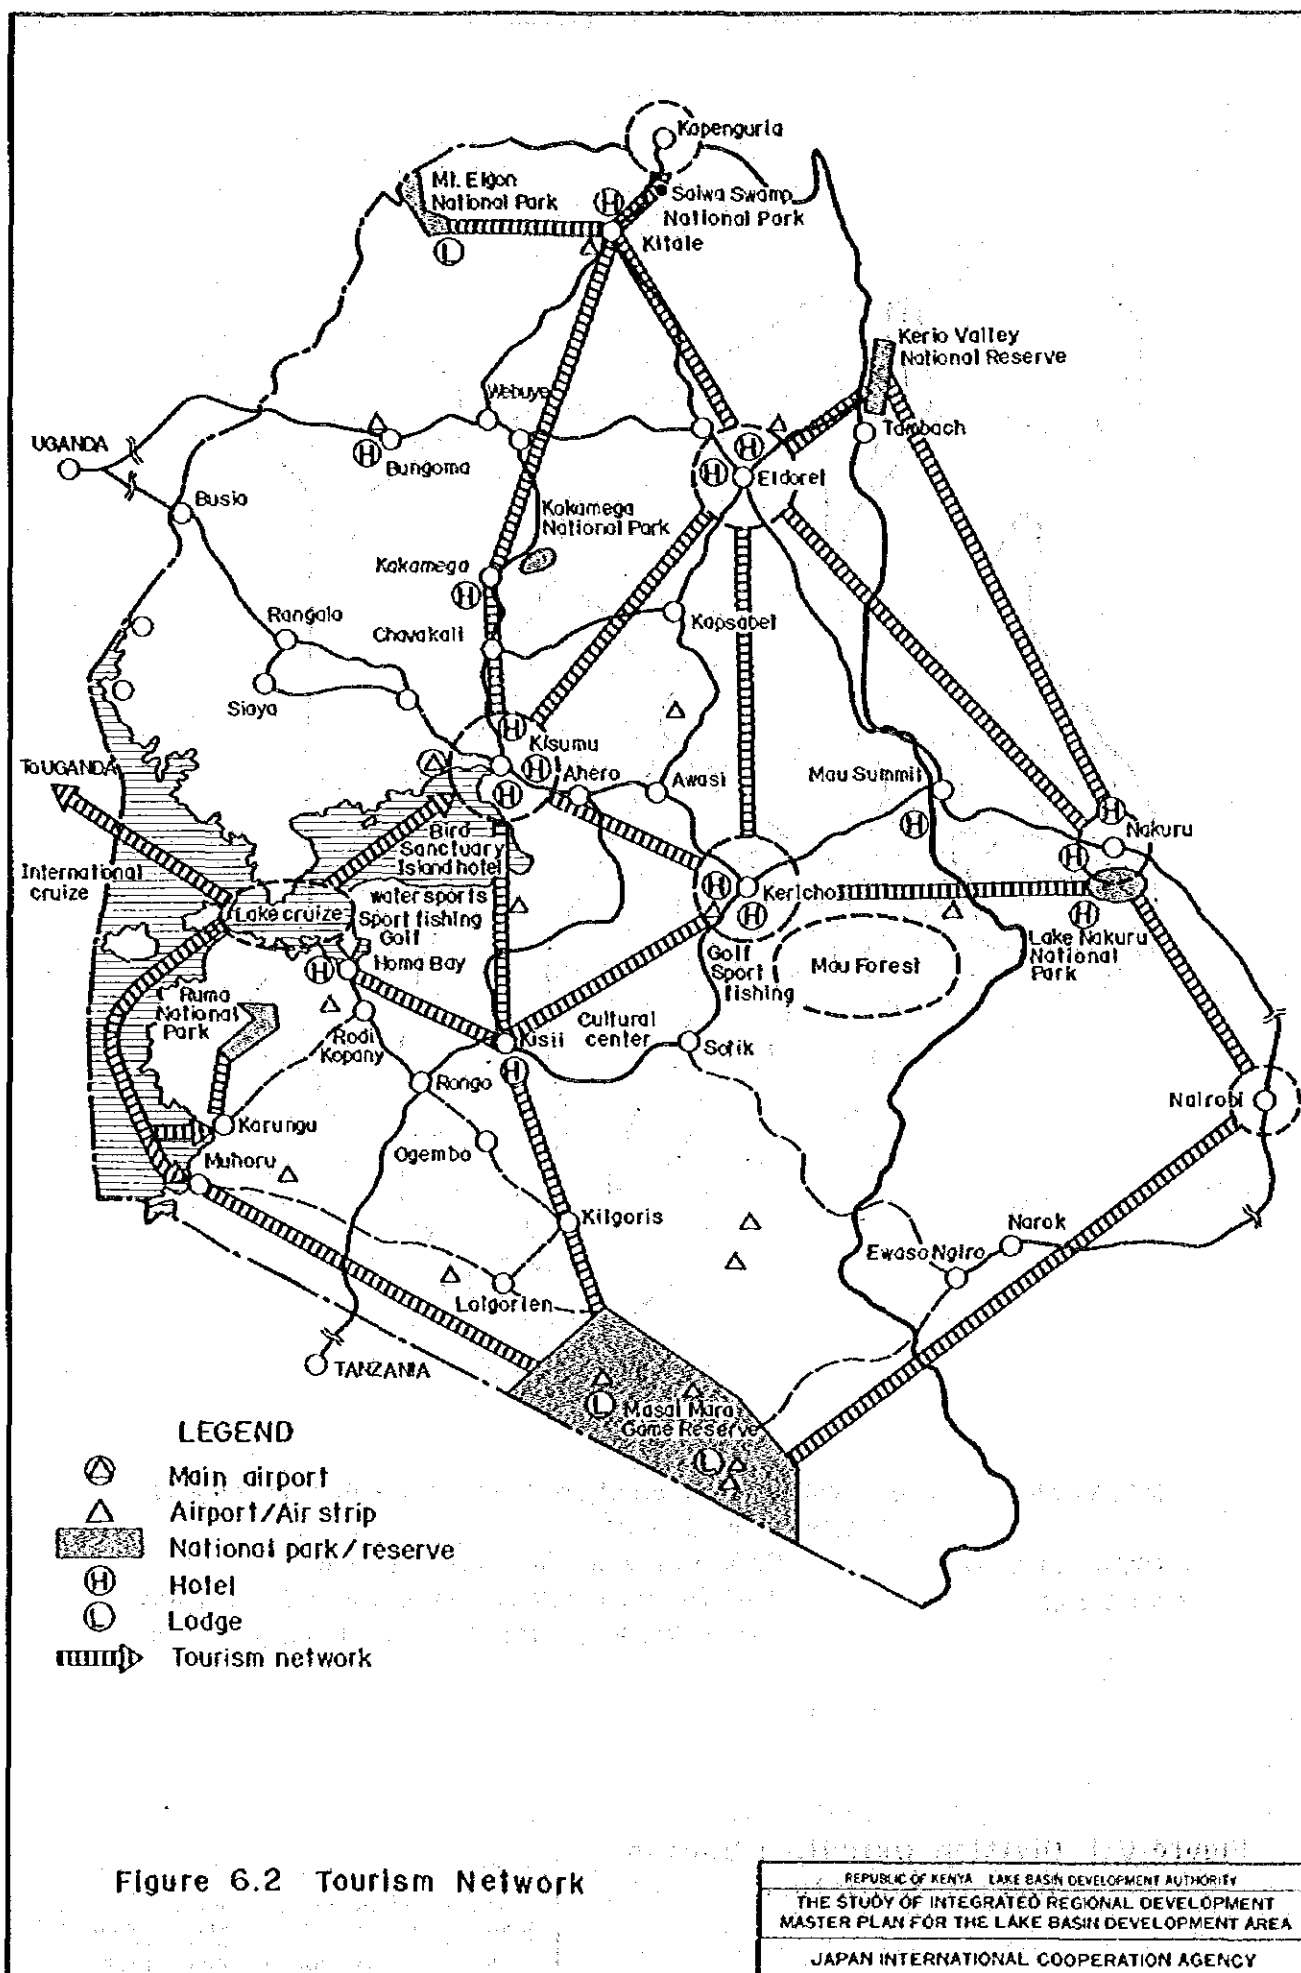 Kapenguria
Mt. Elgon
National Park
H
Saiwa Swamp
National Park
L
Kitale
Kerio Valley
National Reserve
Webuye
Tambach
UGANDA
H
Bungoma
H
H
Eldoret
Busia
Kakamega
National Park
Kakamega
H
Rangala
Kapsabet
Chavakali
Siaya
H
Kisumu
To UGANDA
H
Ahero
Awasi
Mau Summit
H
H
H
Nakuru
Bird
Sanctuary
Island hotel
H
International
cruize
Lake cruize
water sports
Sport fishing
Golf
H
Kericho
H
H
Homa Bay
H
Golf
Sport
fishing
Mau Forest
Lake Nakuru
National
Park
Ruma
National
Park
Rodi
Kopany
Kisii
Cultural
center
Sotik
H
Rongo
Nairobi
Karungu
Ogembo
Muhoru
Kilgoris
Narok
Ewaso Ngiro
Lolgorien
TANZANIA
L
Masai Mara
Game Reserve
L
LEGEND
Main airport
Airport/Air strip
National park/reserve
H Hotel
L Lodge
Tourism network
Figure 6.2 Tourism Network
REPUBLIC OF KENYA LAKE BASIN DEVELOPMENT AUTHORITY
THE STUDY OF INTEGRATED REGIONAL DEVELOPMENT
MASTER PLAN FOR THE LAKE BASIN DEVELOPMENT AREA
JAPAN INTERNATIONAL COOPERATION AGENCY